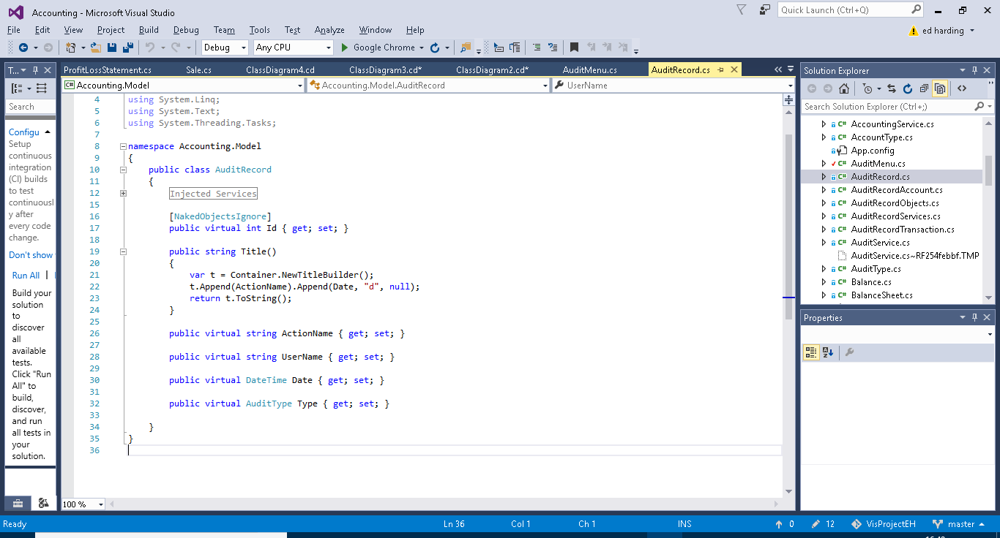 Accounting - Microsoft Visual Studio
Quick Launch (Ctrl+Q)
File Edit View Project Build Debug Team Tools Test Analyze Window Help
ed harding
Debug Any CPU Google Chrome
T...
ProfitLossStatement.cs Sale.cs ClassDiagram4.cd ClassDiagram3.cd* ClassDiagram2.cd* AuditMenu.cs AuditRecord.cs
C# Accounting.Model Accounting.Model.AuditRecord UserName
Search
Configu
Setup
continuous
integration
(CI) builds
to test
continuousl
y after
every code
change.
Don't show
Run All
Build your
solution
to
discover
all
available
tests.
Click "Run
All" to
build,
discover,
and run
all tests in
your
solution.
4 using System.Linq;
5 using System.Text;
6 using System.Threading.Tasks;
7
8 namespace Accounting.Model
9 {
10 public class AuditRecord
11 {
12 Injected Services
15
16 [NakedObjectsIgnore]
17 public virtual int Id { get; set; }
18
19 public string Title()
20 {
21 var t = Container.NewTitleBuilder();
22 t.Append(ActionName).Append(Date, "d", null);
23 return t.ToString();
24 }
25
26 public virtual string ActionName { get; set; }
27
28 public virtual string UserName { get; set; }
29
30 public virtual DateTime Date { get; set; }
31
32 public virtual AuditType Type { get; set; }
33
34 }
35 }
36
100 %
Solution Explorer
Search Solution Explorer (Ctrl+;)
C# AccountingService.cs
C# AccountType.cs
App.config
C# AuditMenu.cs
C# AuditRecord.cs
C# AuditRecordAccount.cs
C# AuditRecordObjects.cs
C# AuditRecordServices.cs
C# AuditRecordTransaction.cs
C# AuditService.cs
AuditService.cs~RF254febbf.TMP
C# AuditType.cs
C# Balance.cs
C# BalanceSheet.cs
Properties
Ready Ln 36 Col 1 Ch 1 INS 0 12 VisProjectEH master